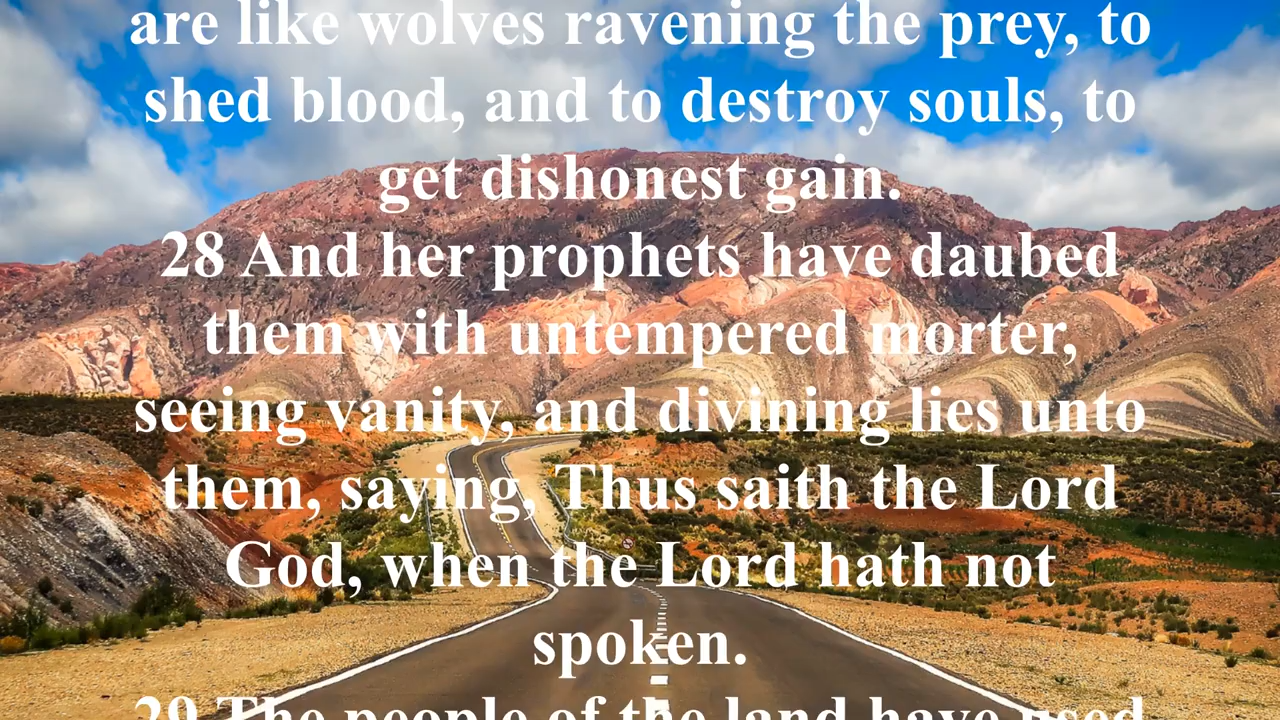 are like wolves ravening the prey, to
shed blood, and to destroy souls, to
get dishonest gain.
28 And her prophets have daubed
them with untempered morter,
seeing vanity, and divining lies unto
them, saying, Thus saith the Lord
God, when the Lord hath not
spoken.
29 The people of the land have used